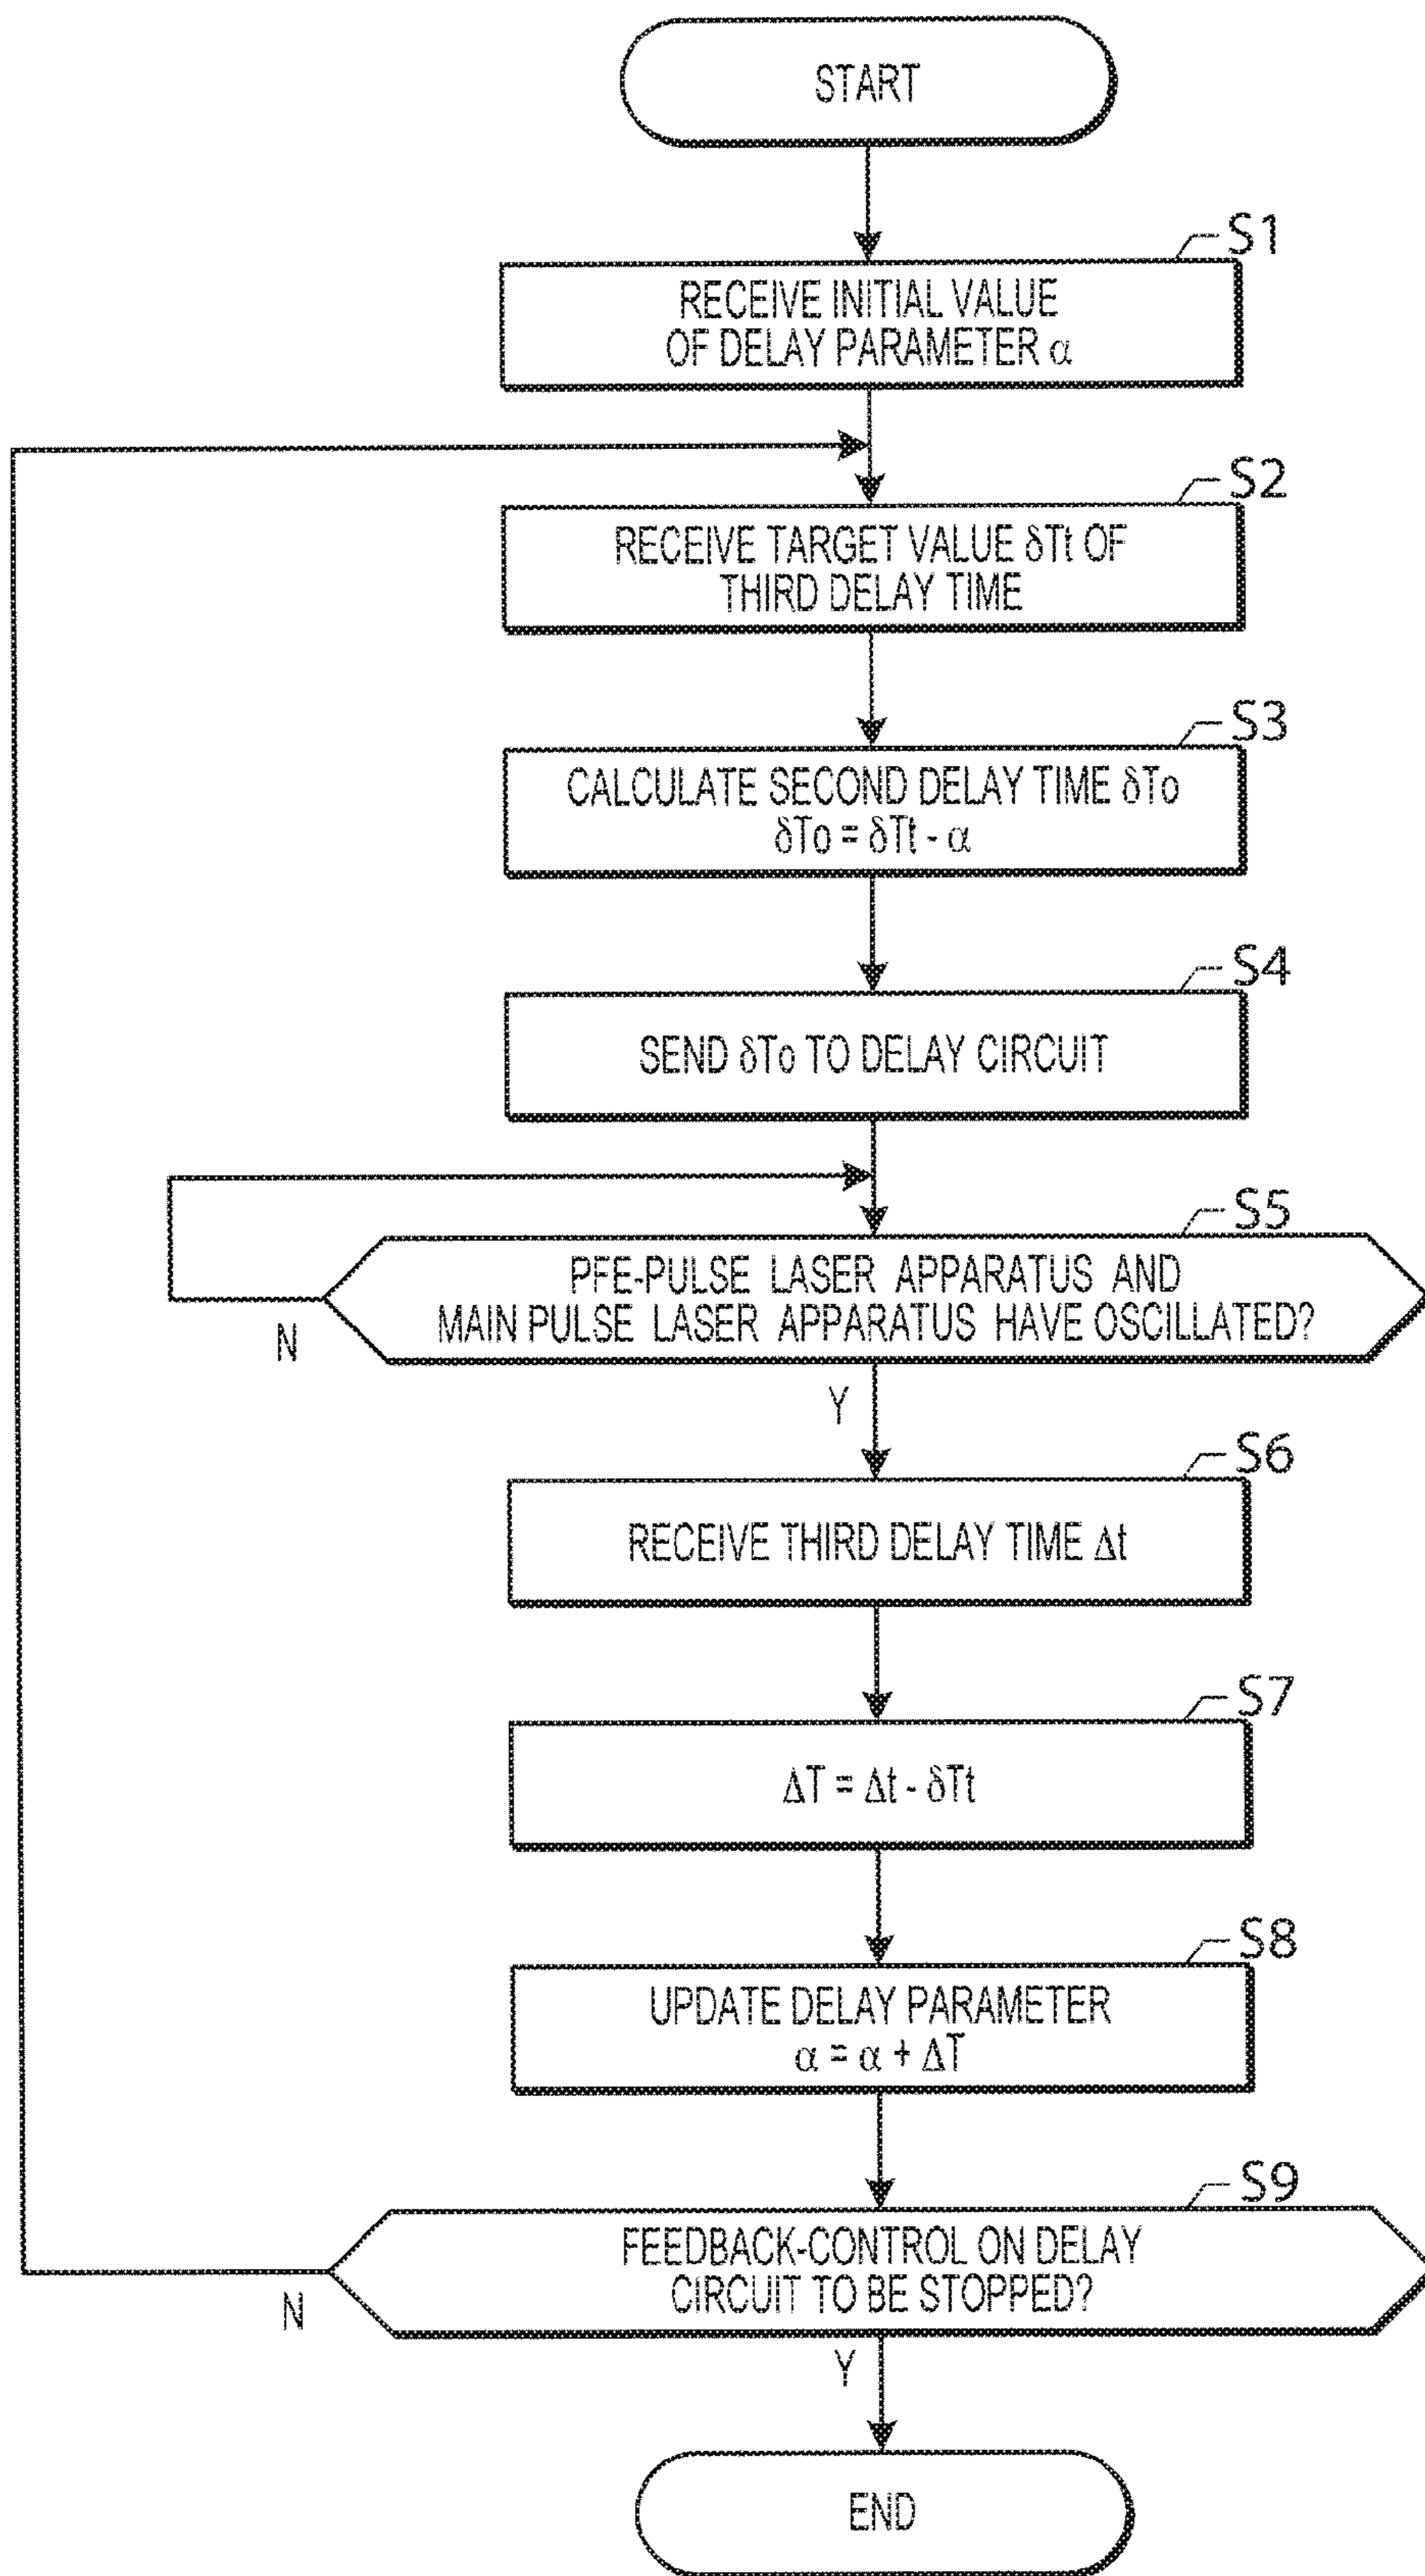 START
S1
RECEIVE INITIAL VALUE
OF DELAY PARAMETER α
S2
RECEIVE TARGET VALUE δTt OF
THIRD DELAY TIME
S3
CALCULATE SECOND DELAY TIME δTo
δTo = δTt - α
S4
SEND δTo TO DELAY CIRCUIT
S5
PFE-PULSE LASER APPARATUS AND
MAIN PULSE LASER APPARATUS HAVE OSCILLATED?
N
Y
S6
RECEIVE THIRD DELAY TIME Δt
S7
ΔT = Δt - δTt
S8
UPDATE DELAY PARAMETER
α = α + ΔT
S9
FEEDBACK-CONTROL ON DELAY
CIRCUIT TO BE STOPPED?
N
Y
END